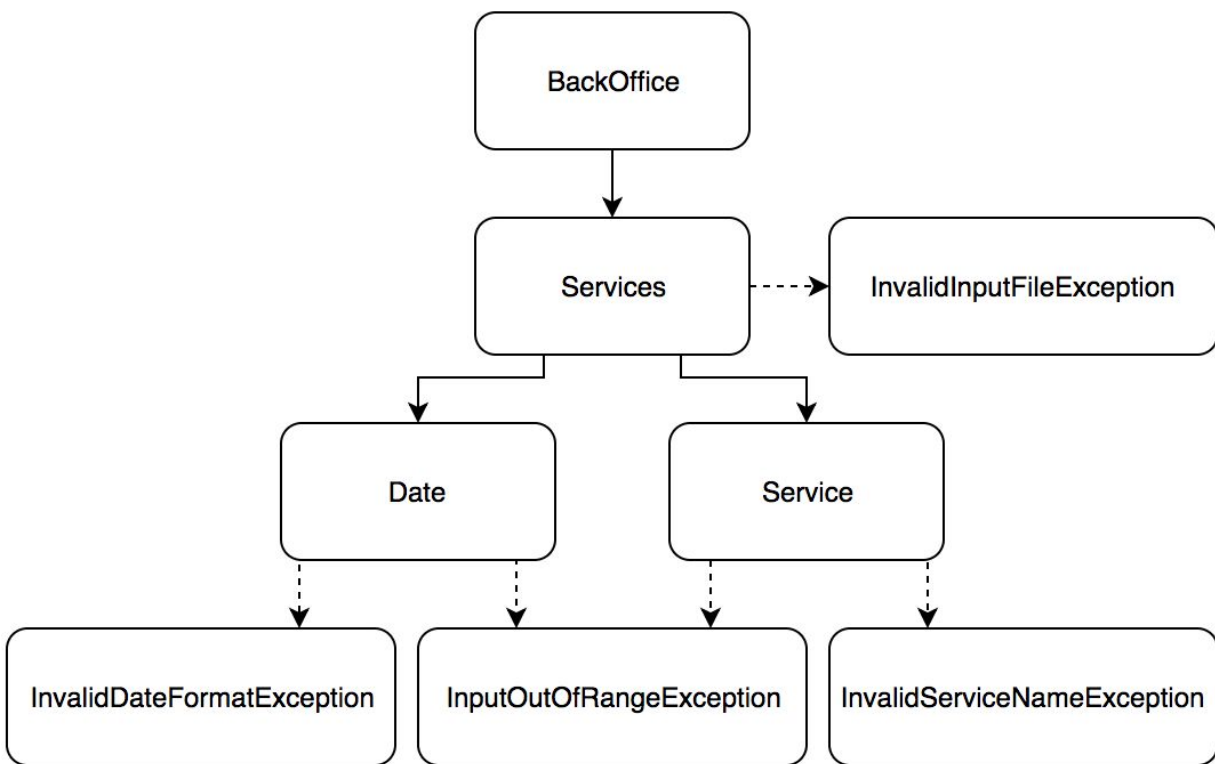 BackOffice
Services
InvalidInputFileException
Date
Service
InvalidDateFormatException
InputOutOfRangeException
InvalidServiceNameException